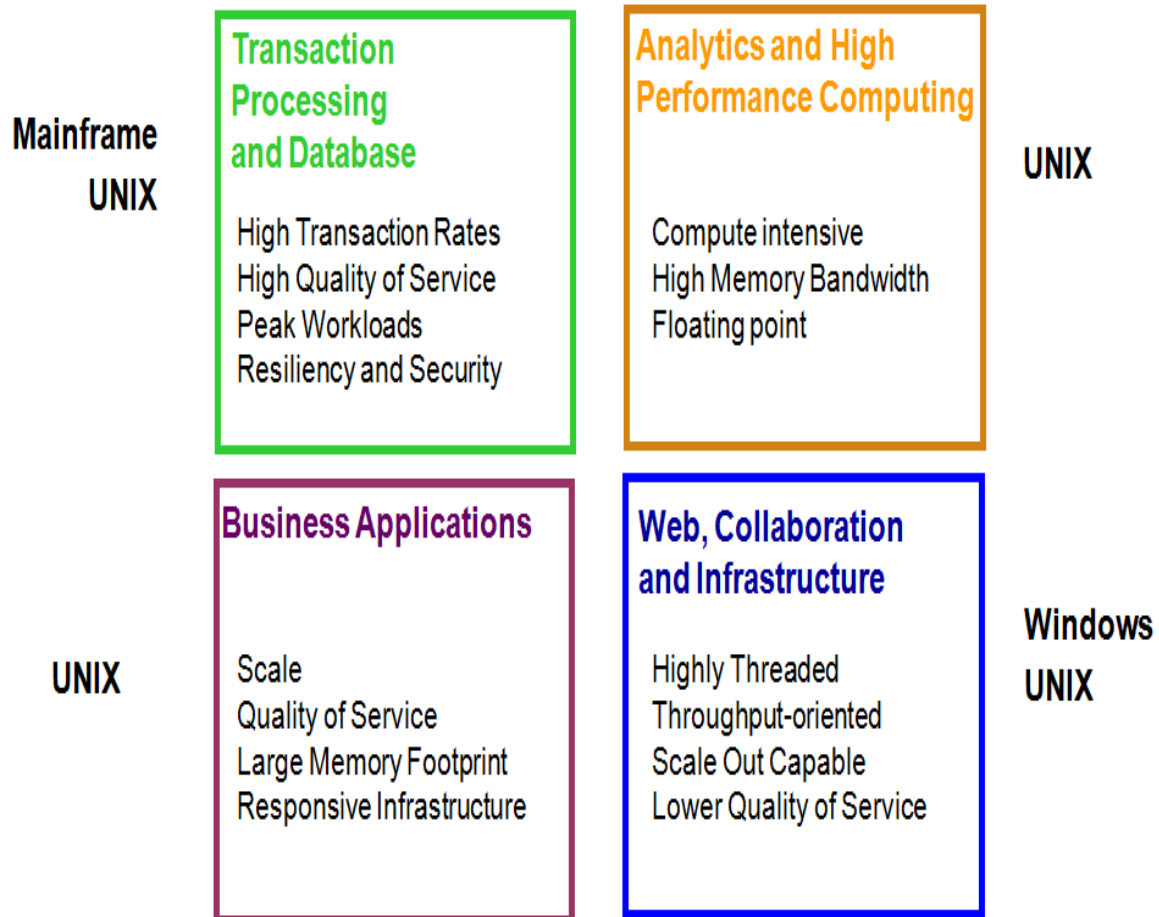 Mainframe
UNIX
Transaction
Processing
and Database
High Transaction Rates
High Quality of Service
Peak Workloads
Resiliency and Security
Analytics and High
Performance Computing
Compute intensive
High Memory Bandwidth
Floating point
UNIX
UNIX
Business Applications
Scale
Quality of Service
Large Memory Footprint
Responsive Infrastructure
Web, Collaboration
and Infrastructure
Highly Threaded
Throughput-oriented
Scale Out Capable
Lower Quality of Service
Windows
UNIX